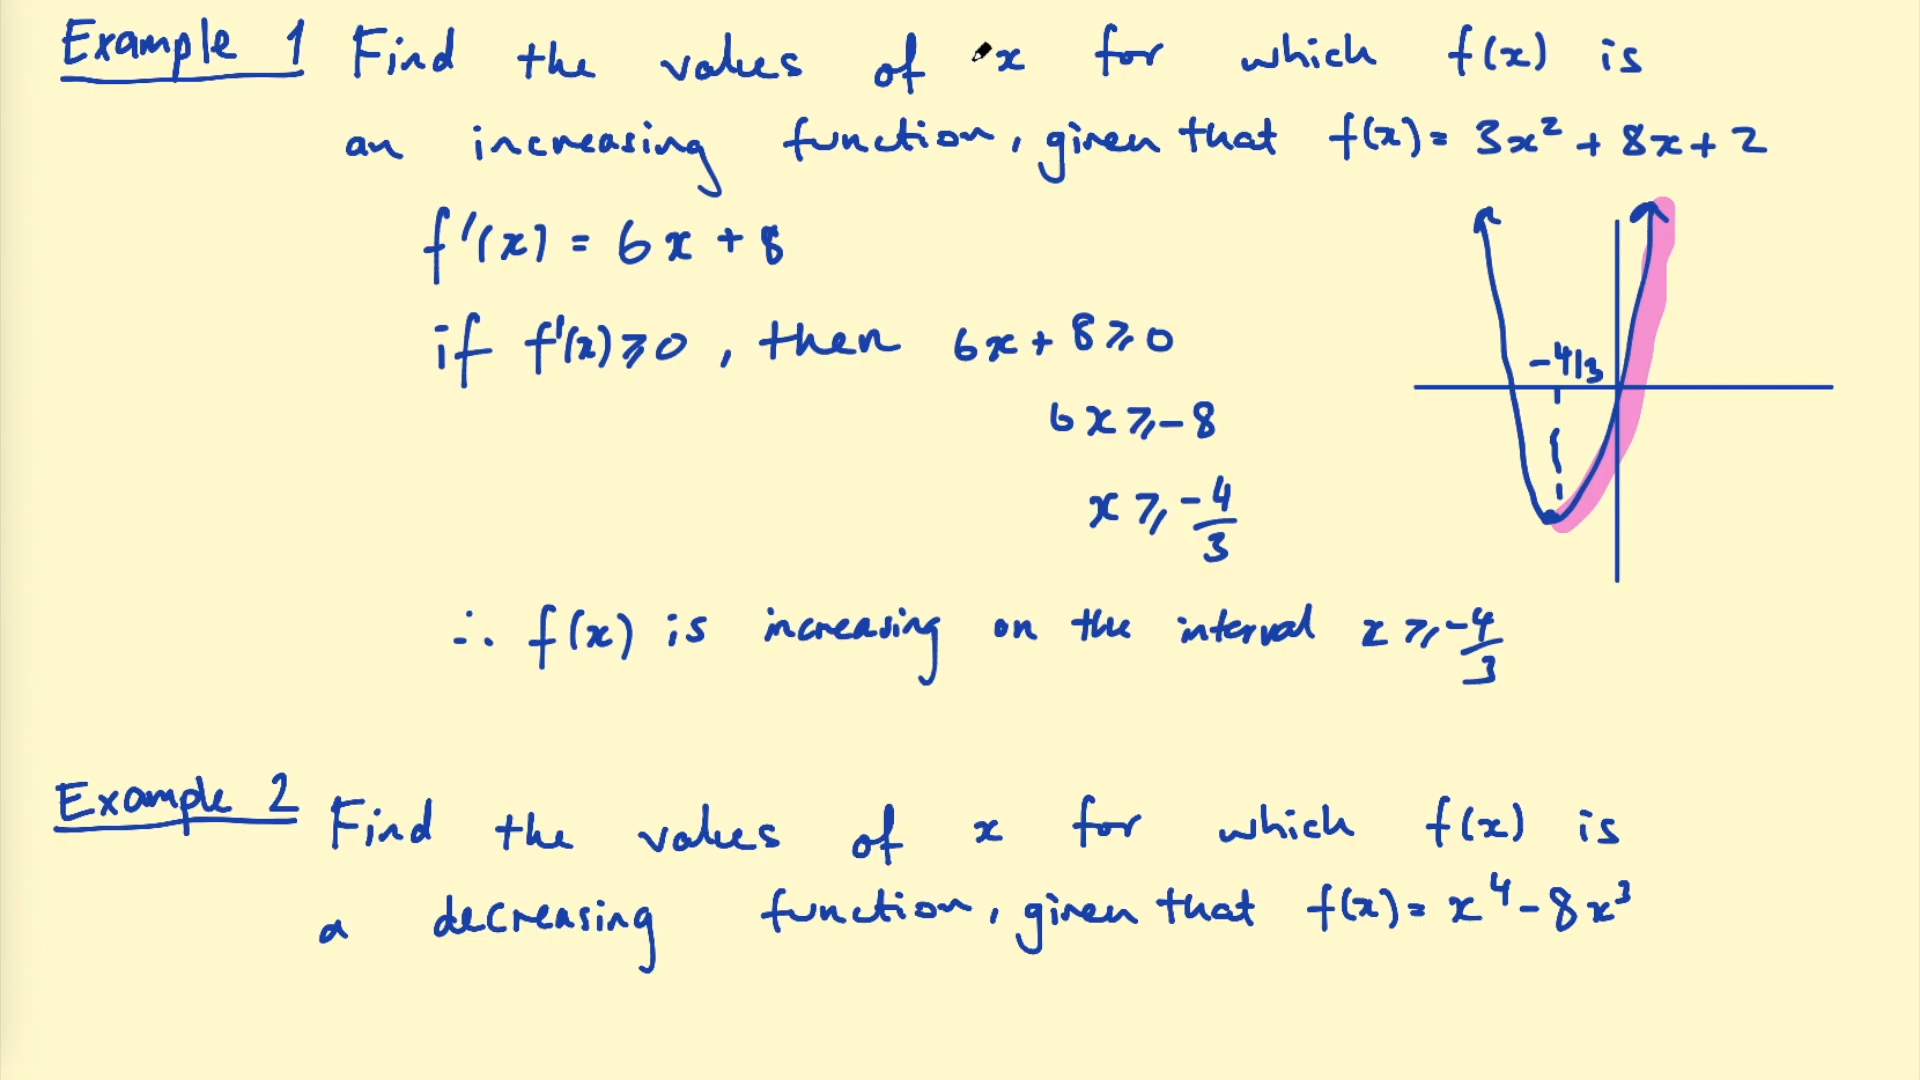 Example 1 Find the values of x for which f(x) is
an increasing function, given that f(x) = 3x² + 8x + 2
f'(x) = 6x + 8
if f'(x) ⩾ 0, then 6x + 8 ⩾ 0
6x ⩾ -8
x ⩾ -4/3
-4/3
∴ f(x) is increasing on the interval x ⩾ -4/3
Example 2 Find the values of x for which f(x) is
a decreasing function, given that f(x) = x⁴ - 8x³